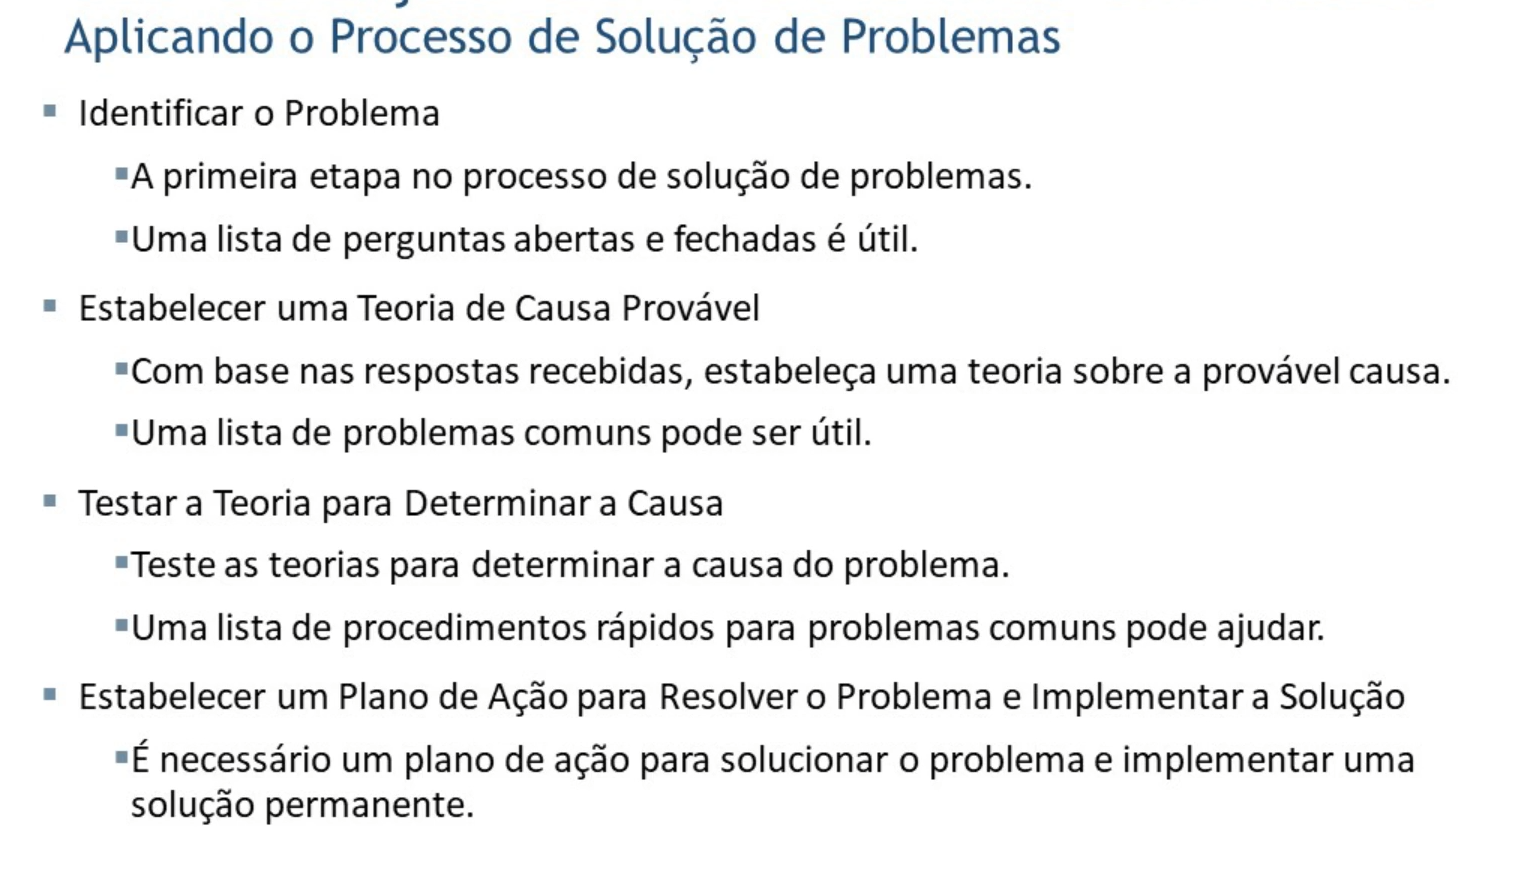 Aplicando o Processo de Solução de Problemas
▪ Identificar o Problema
▪A primeira etapa no processo de solução de problemas.
▪Uma lista de perguntas abertas e fechadas é útil.
▪ Estabelecer uma Teoria de Causa Provável
▪Com base nas respostas recebidas, estabeleça uma teoria sobre a provável causa.
▪Uma lista de problemas comuns pode ser útil.
▪ Testar a Teoria para Determinar a Causa
▪Teste as teorias para determinar a causa do problema.
▪Uma lista de procedimentos rápidos para problemas comuns pode ajudar.
▪ Estabelecer um Plano de Ação para Resolver o Problema e Implementar a Solução
▪É necessário um plano de ação para solucionar o problema e implementar uma
solução permanente.